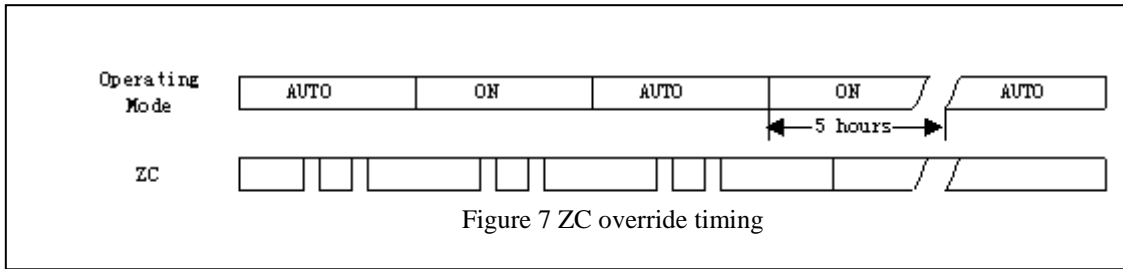 Operating
Mode
AUTO ON AUTO ON AUTO
5 hours
ZC
Figure 7 ZC override timing